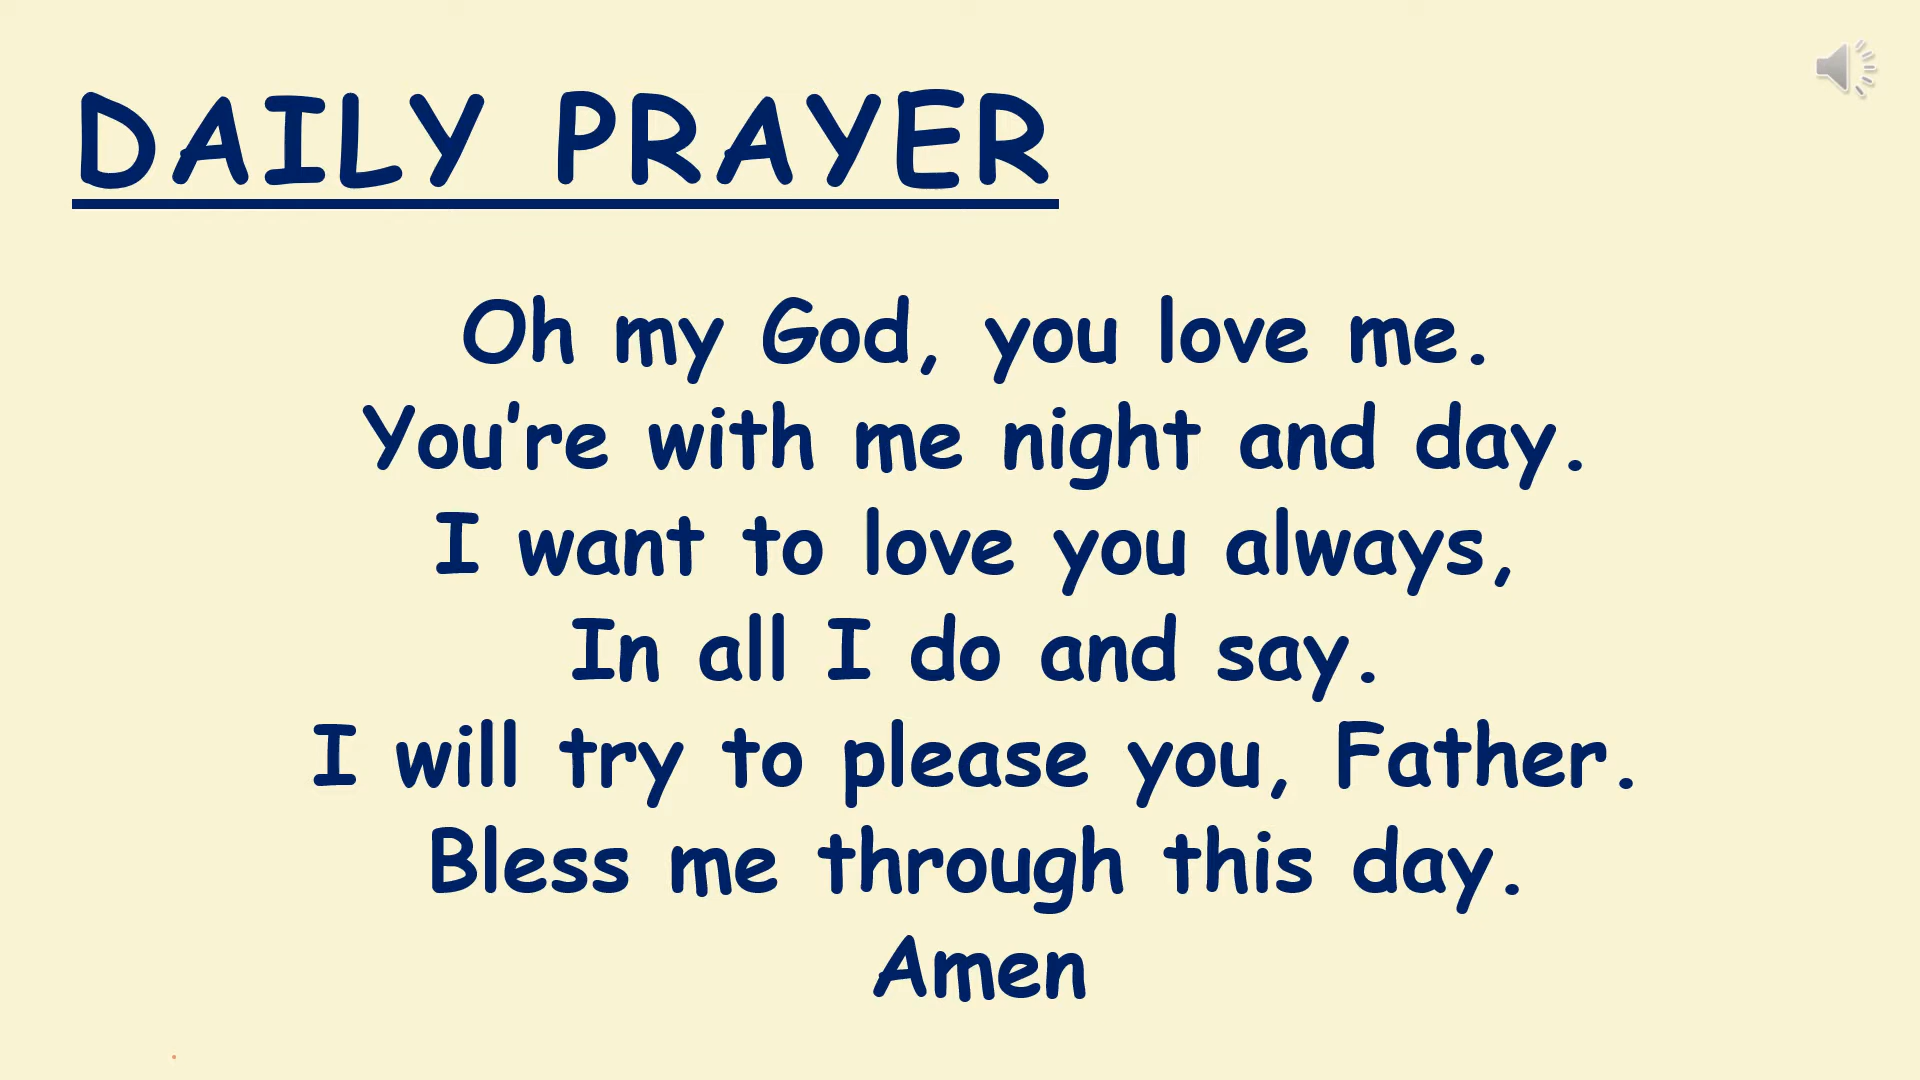 DAILY PRAYER
Oh my God, you love me.
You’re with me night and day.
I want to love you always,
In all I do and say.
I will try to please you, Father.
Bless me through this day.
Amen